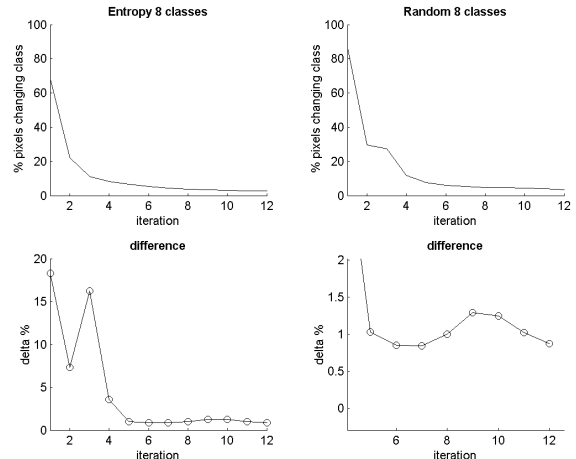 Entropy 8 classes
% pixels changing class
100
80
60
40
20
0
2 4 6 8 10 12
iteration
Random 8 classes
% pixels changing class
100
80
60
40
20
0
2 4 6 8 10 12
iteration
difference
delta %
20
15
10
5
0
2 4 6 8 10 12
iteration
difference
delta %
2
1.5
1
0.5
0
6 8 10 12
iteration